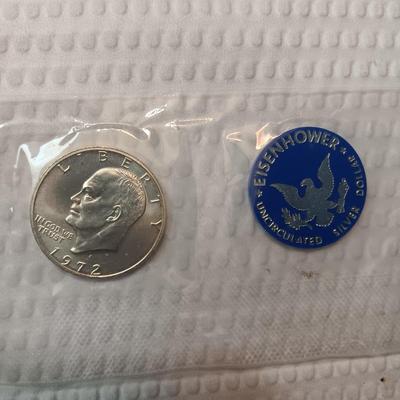 LIBERTY
IN GOD WE
TRUST
1972
EISENHOWER
DOLLAR
UNCIRCULATED SILVER